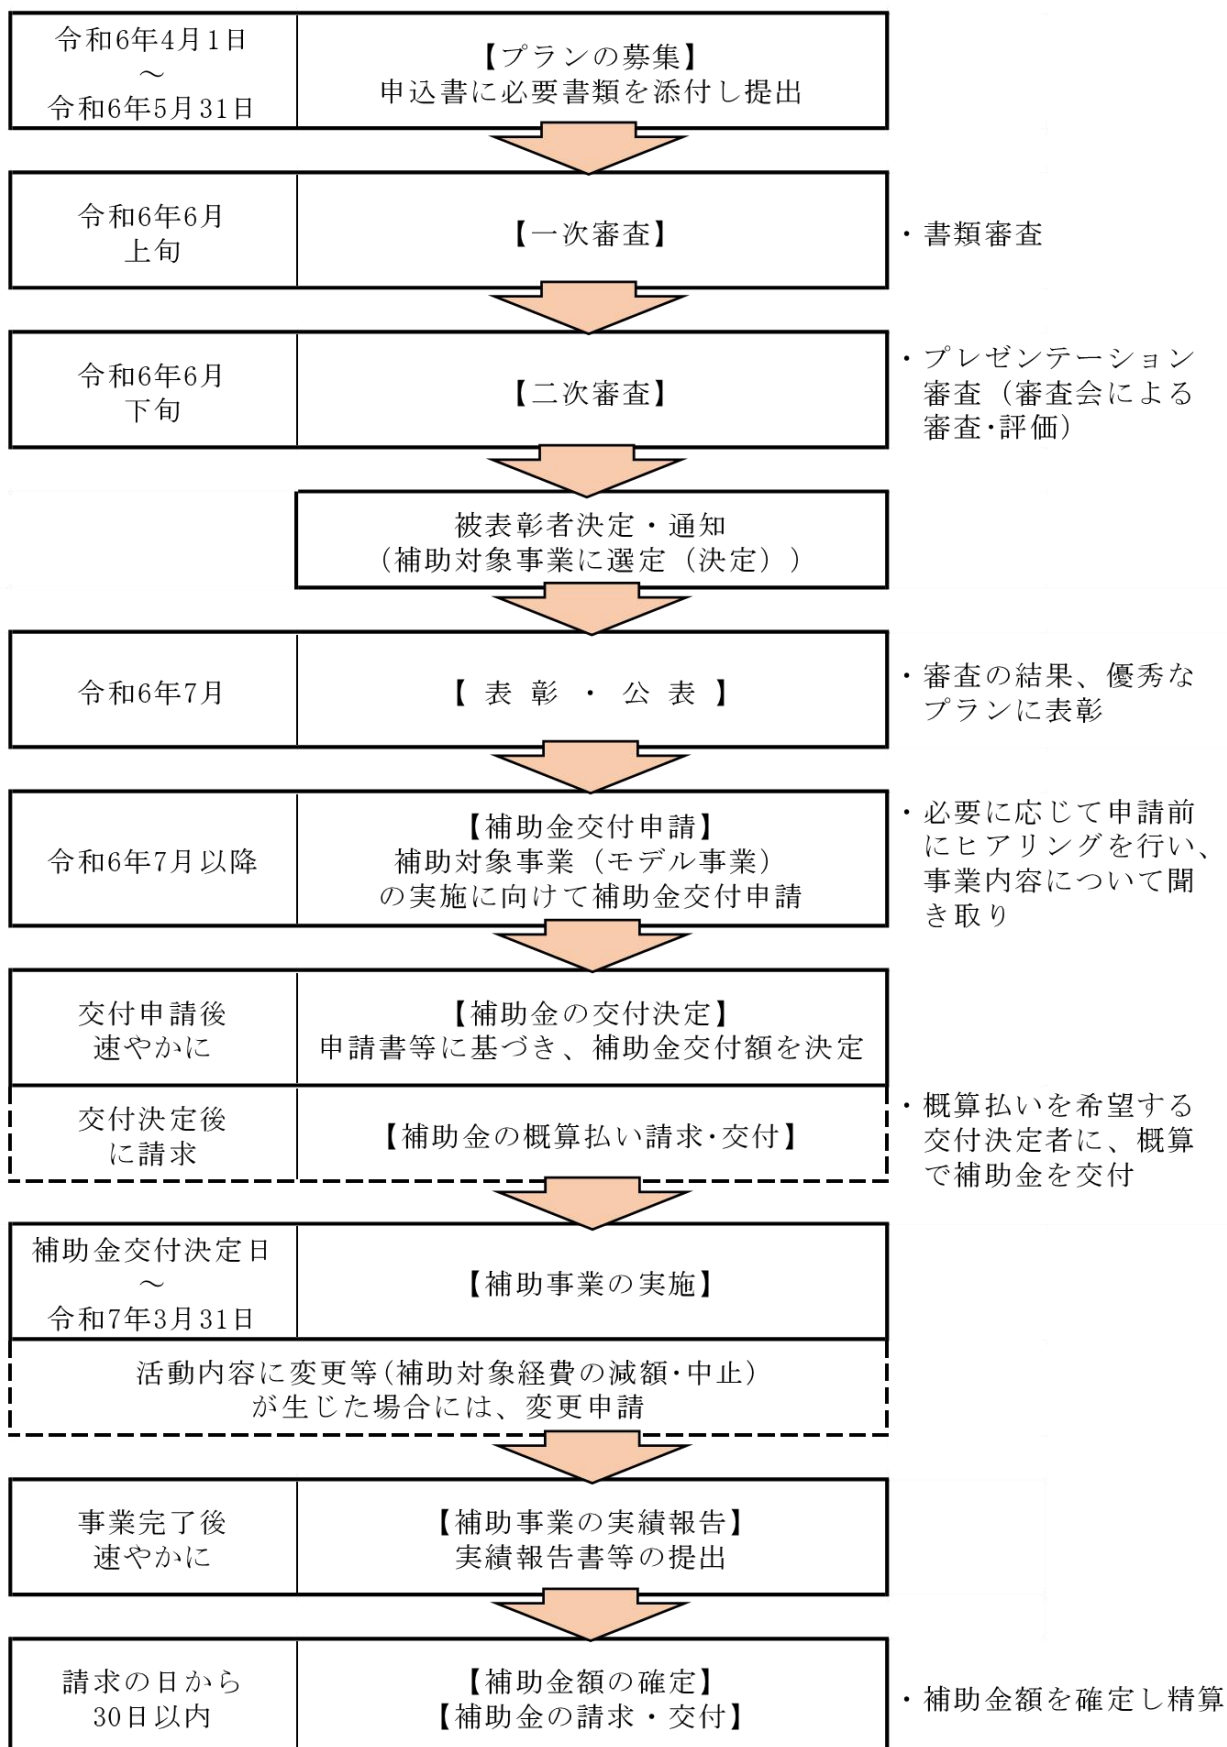 令和6年4月1日
～
令和6年5月31日
【プランの募集】
申込書に必要書類を添付し提出
令和6年6月
上旬
【一次審査】
・書類審査
令和6年6月
下旬
【二次審査】
・プレゼンテーション
審査（審査会による
審査･評価）
被表彰者決定・通知
（補助対象事業に選定（決定））
令和6年7月
【 表 彰 ・ 公 表 】
・審査の結果、優秀な
プランに表彰
令和6年7月以降
【補助金交付申請】
補助対象事業（モデル事業）
の実施に向けて補助金交付申請
・必要に応じて申請前
にヒアリングを行い、
事業内容について聞
き取り
交付申請後
速やかに
【補助金の交付決定】
申請書等に基づき、補助金交付額を決定
交付決定後
に請求
【補助金の概算払い請求･交付】
・概算払いを希望する
交付決定者に、概算
で補助金を交付
補助金交付決定日
～
令和7年3月31日
【補助事業の実施】
活動内容に変更等(補助対象経費の減額･中止)
が生じた場合には、変更申請
事業完了後
速やかに
【補助事業の実績報告】
実績報告書等の提出
請求の日から
30日以内
【補助金額の確定】
【補助金の請求・交付】
・補助金額を確定し精算